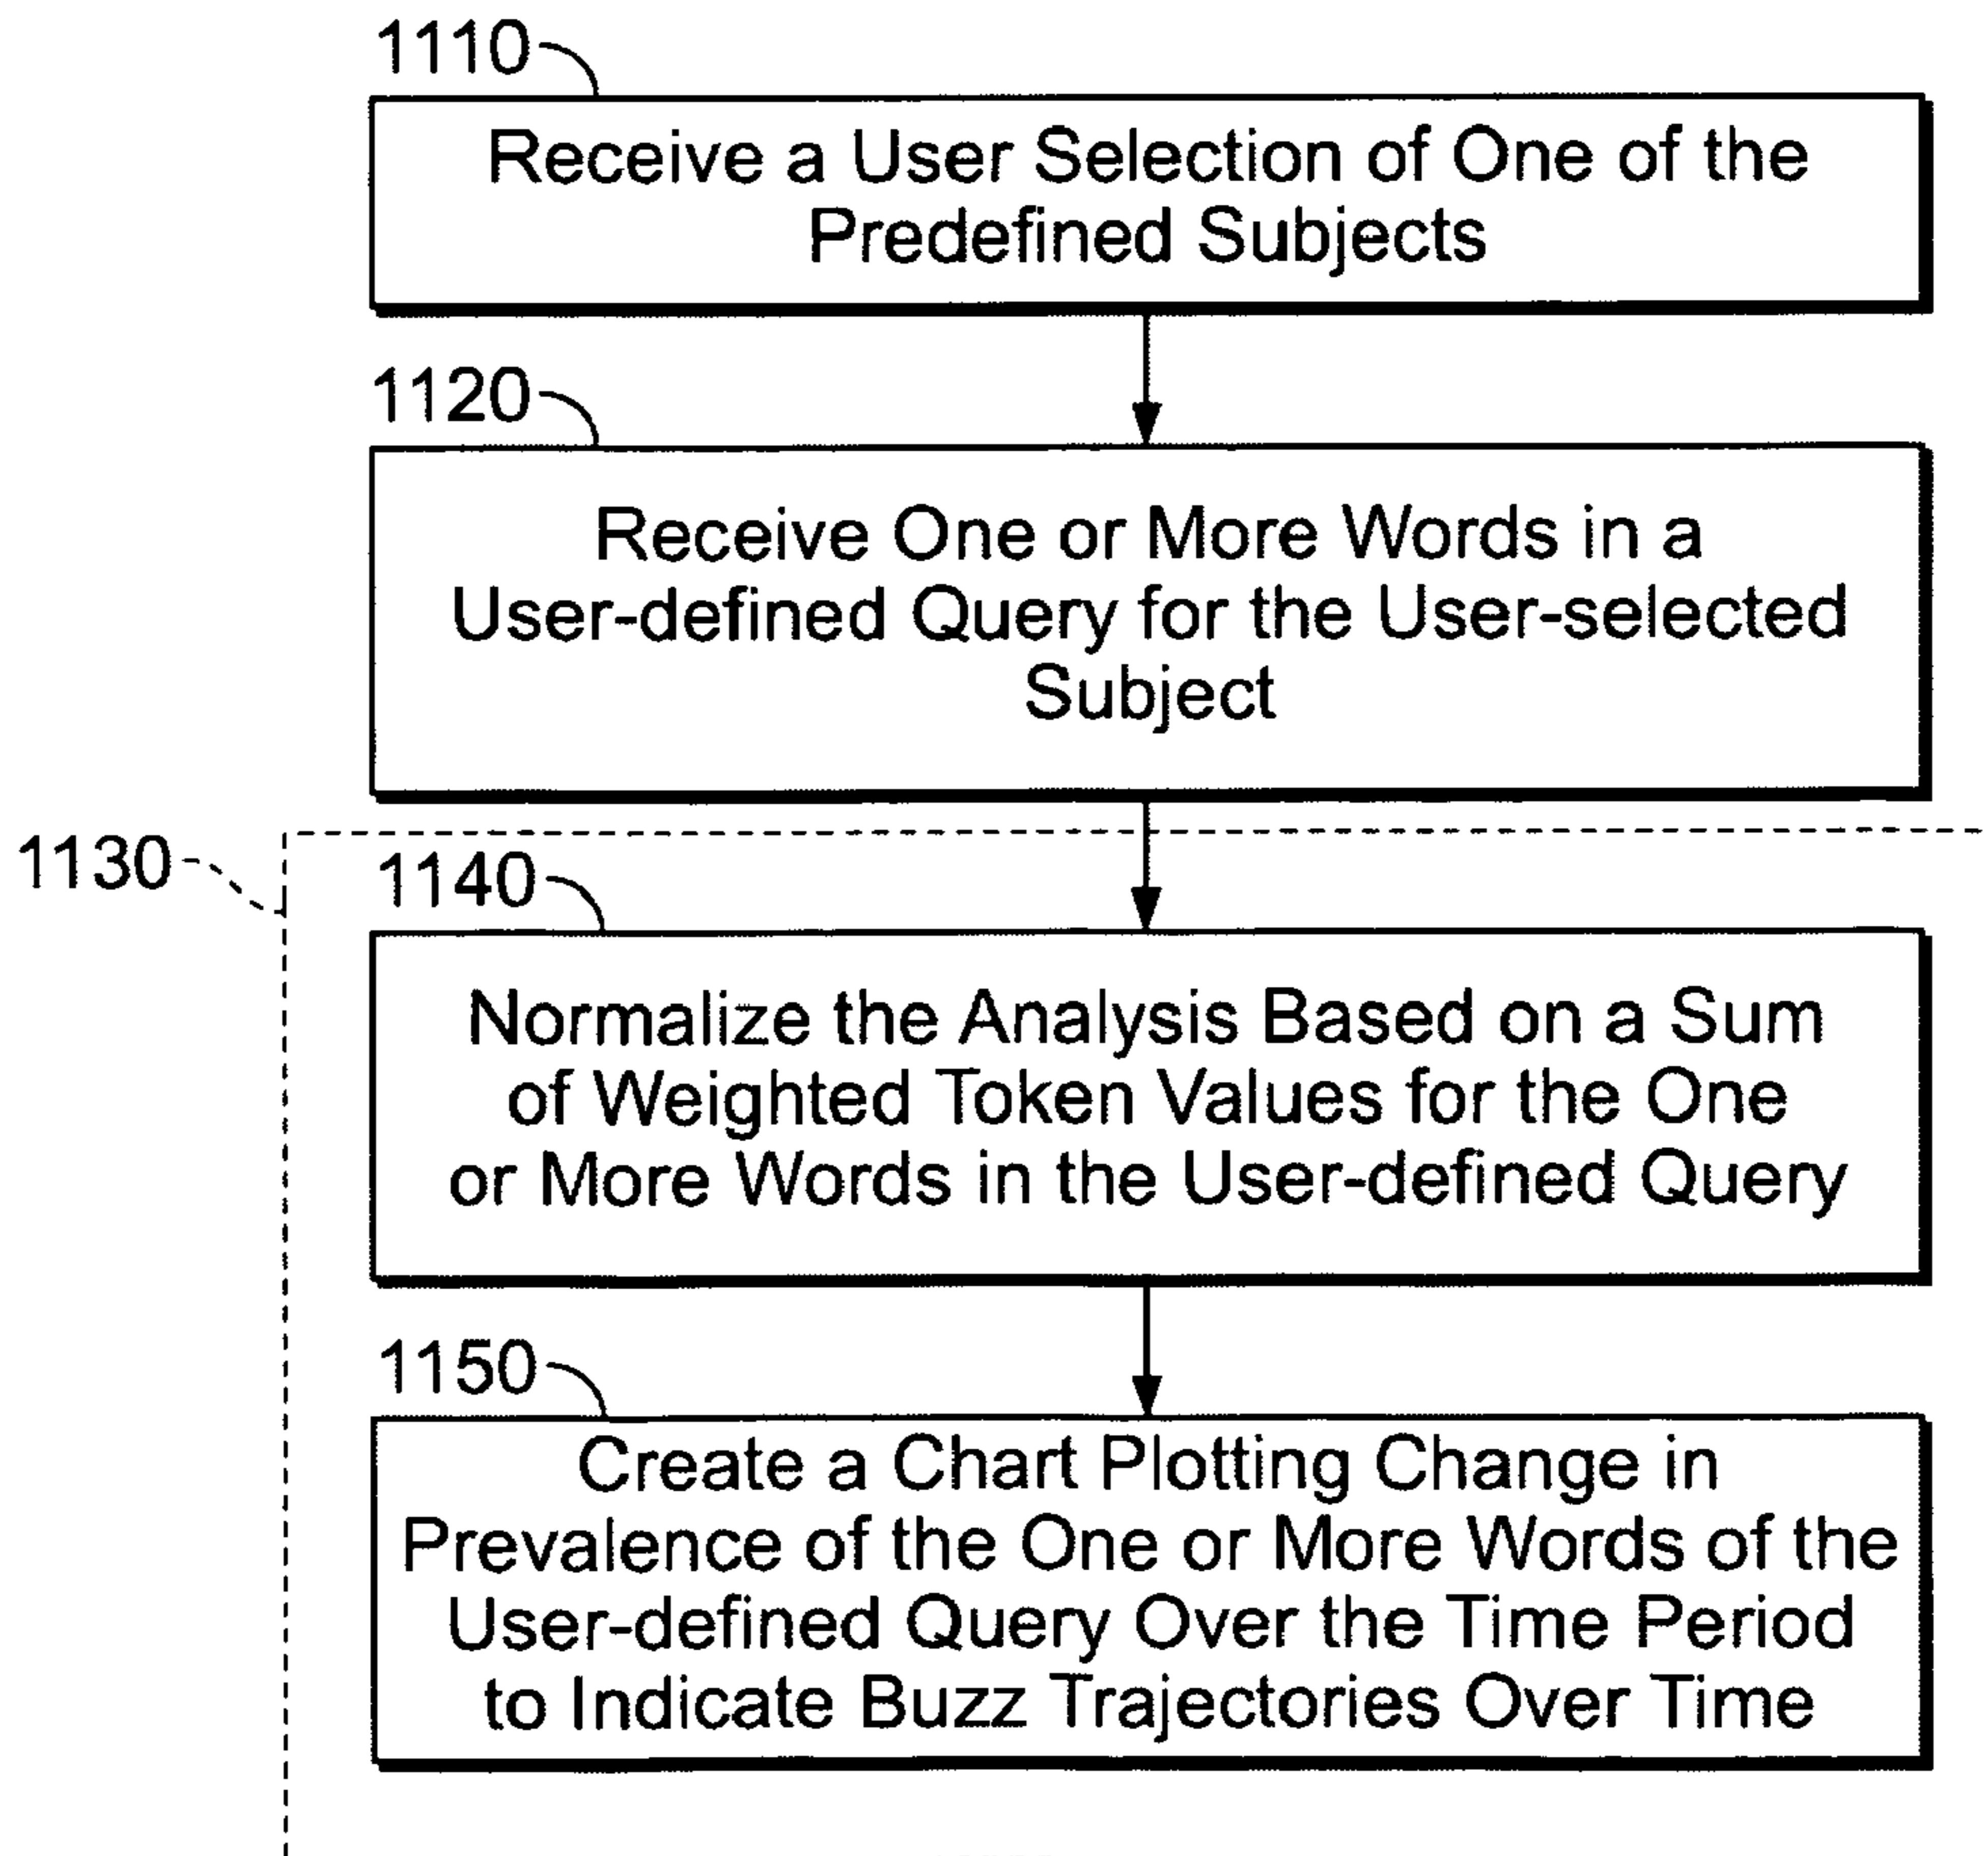 1110
Receive a User Selection of One of the
Predefined Subjects
1120
Receive One or More Words in a
User-defined Query for the User-selected
Subject
1130
1140
Normalize the Analysis Based on a Sum
of Weighted Token Values for the One
or More Words in the User-defined Query
1150
Create a Chart Plotting Change in
Prevalence of the One or More Words of the
User-defined Query Over the Time Period
to Indicate Buzz Trajectories Over Time